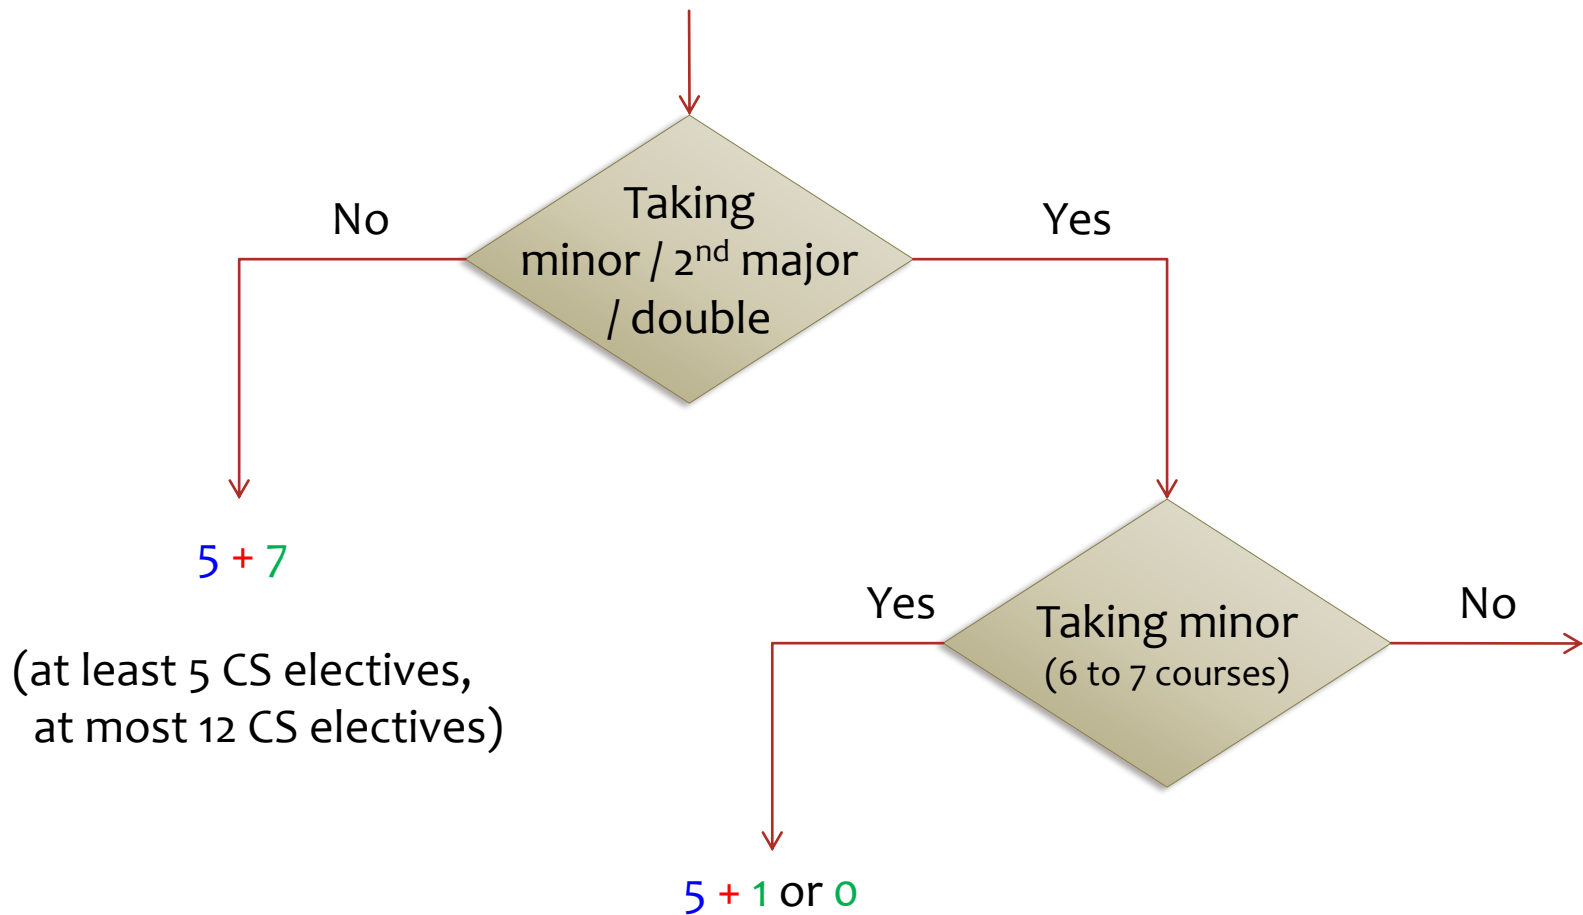 Taking
minor / 2nd major
/ double
No
Yes
5 + 7
(at least 5 CS electives,
at most 12 CS electives)
Yes
Taking minor
(6 to 7 courses)
No
5 + 1 or 0